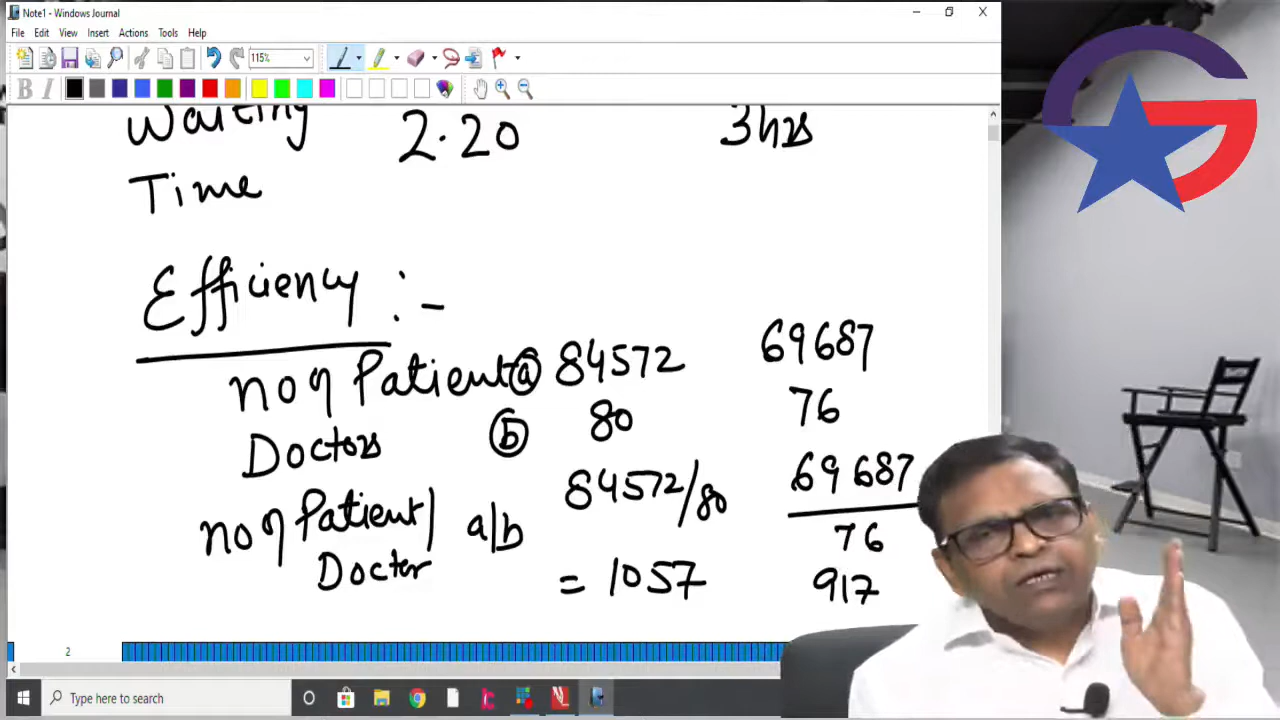 Note1 - Windows Journal
File Edit View Insert Actions Tools Help
115%
B I
Waiting 2.20 3hrs
Time
Efficiency :-
no of Patient ⓐ 84572 69687
Doctors ⓑ 80 76
no of Patient/ a/b 84572/80 69687
Doctor 76
= 1057 917
2
Type here to search